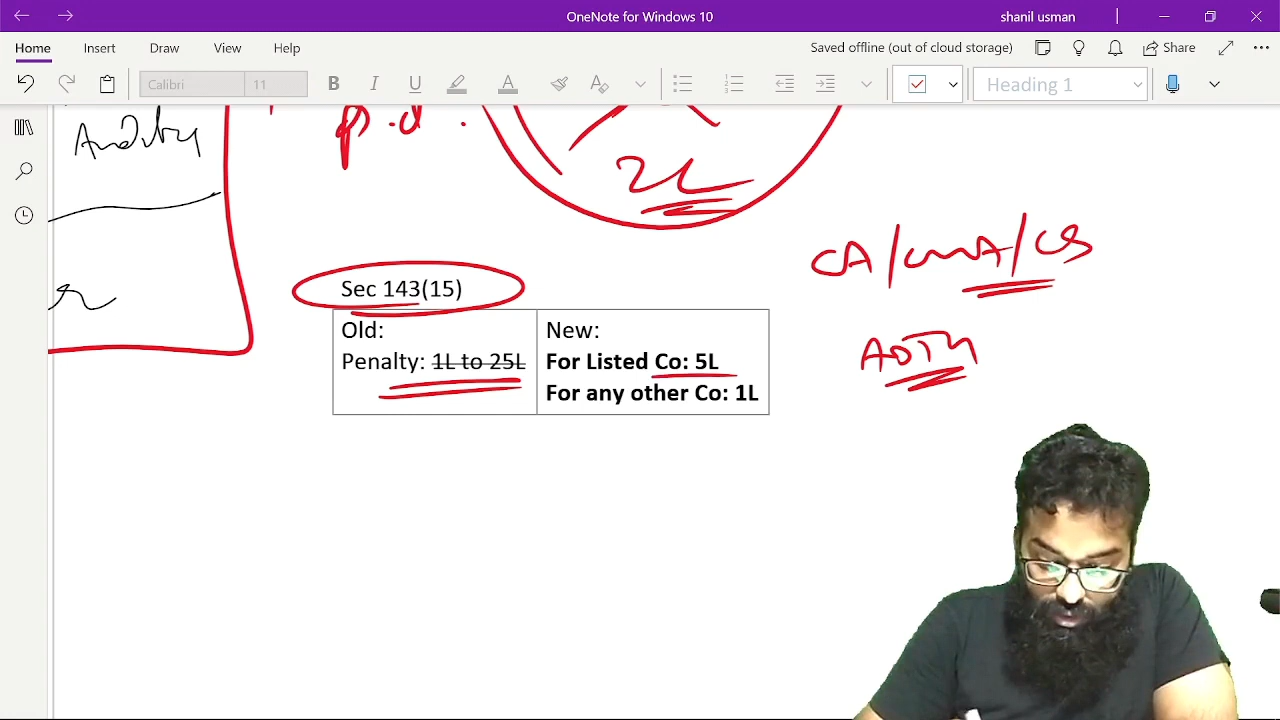 OneNote for Windows 10
shanil usman
Home Insert Draw View Help
Saved offline (out of cloud storage)
Share
Calibri 11
B I U A
Heading 1
p.d.
2L
CA/CMA/CS
Sec 143(15)
Old:
Penalty: 1L to 25L
New:
For Listed Co: 5L
For any other Co: 1L